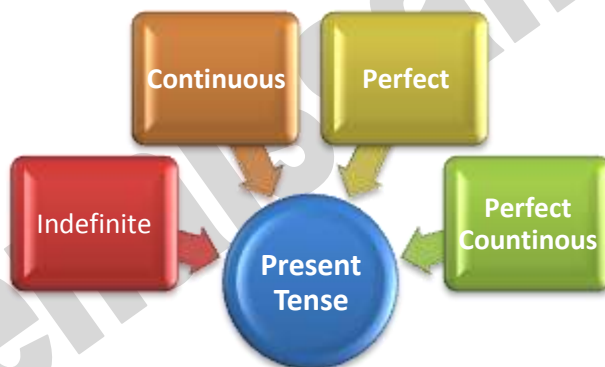 Continuous
Perfect
Indefinite
Perfect
Countinous
Present
Tense